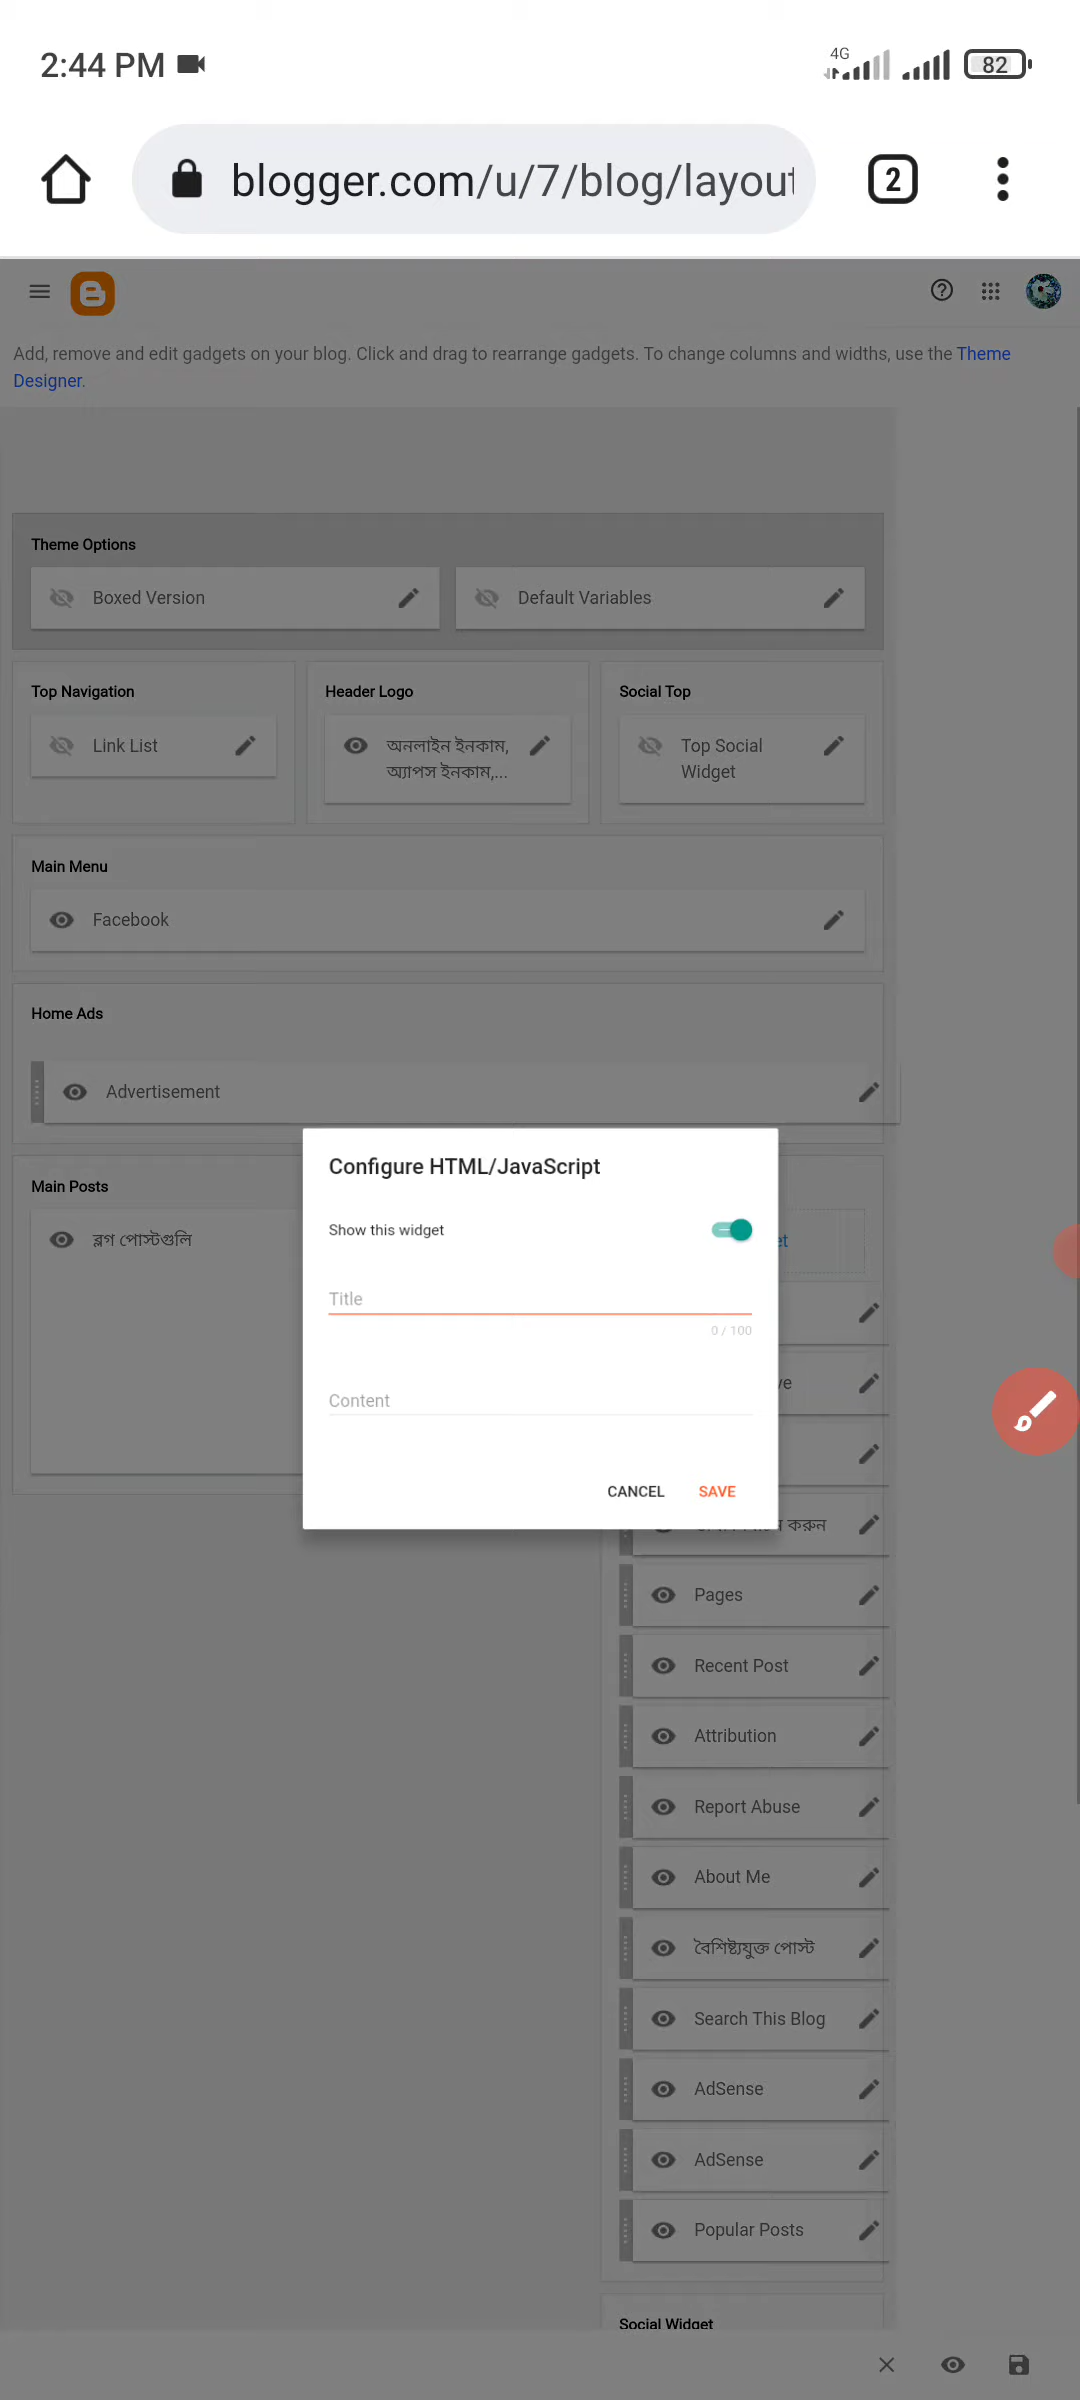 2:44 PM
4G
82
blogger.com/u/7/blog/layout
2
Add, remove and edit gadgets on your blog. Click and drag to rearrange gadgets. To change columns and widths, use the Theme
Designer.
Theme Options
Boxed Version
Default Variables
Top Navigation
Header Logo
Social Top
Link List
অনলাইন ইনকাম,
অ্যাপস ইনকাম,...
Top Social
Widget
Main Menu
Facebook
Home Ads
Advertisement
Main Posts
ব্লগ পোস্টগুলি
Configure HTML/JavaScript
Show this widget
Title
0 / 100
Content
CANCEL
SAVE
করুন
Pages
Recent Post
Attribution
Report Abuse
About Me
বৈশিষ্ট্যযুক্ত পোস্ট
Search This Blog
AdSense
AdSense
Popular Posts
Social Widget